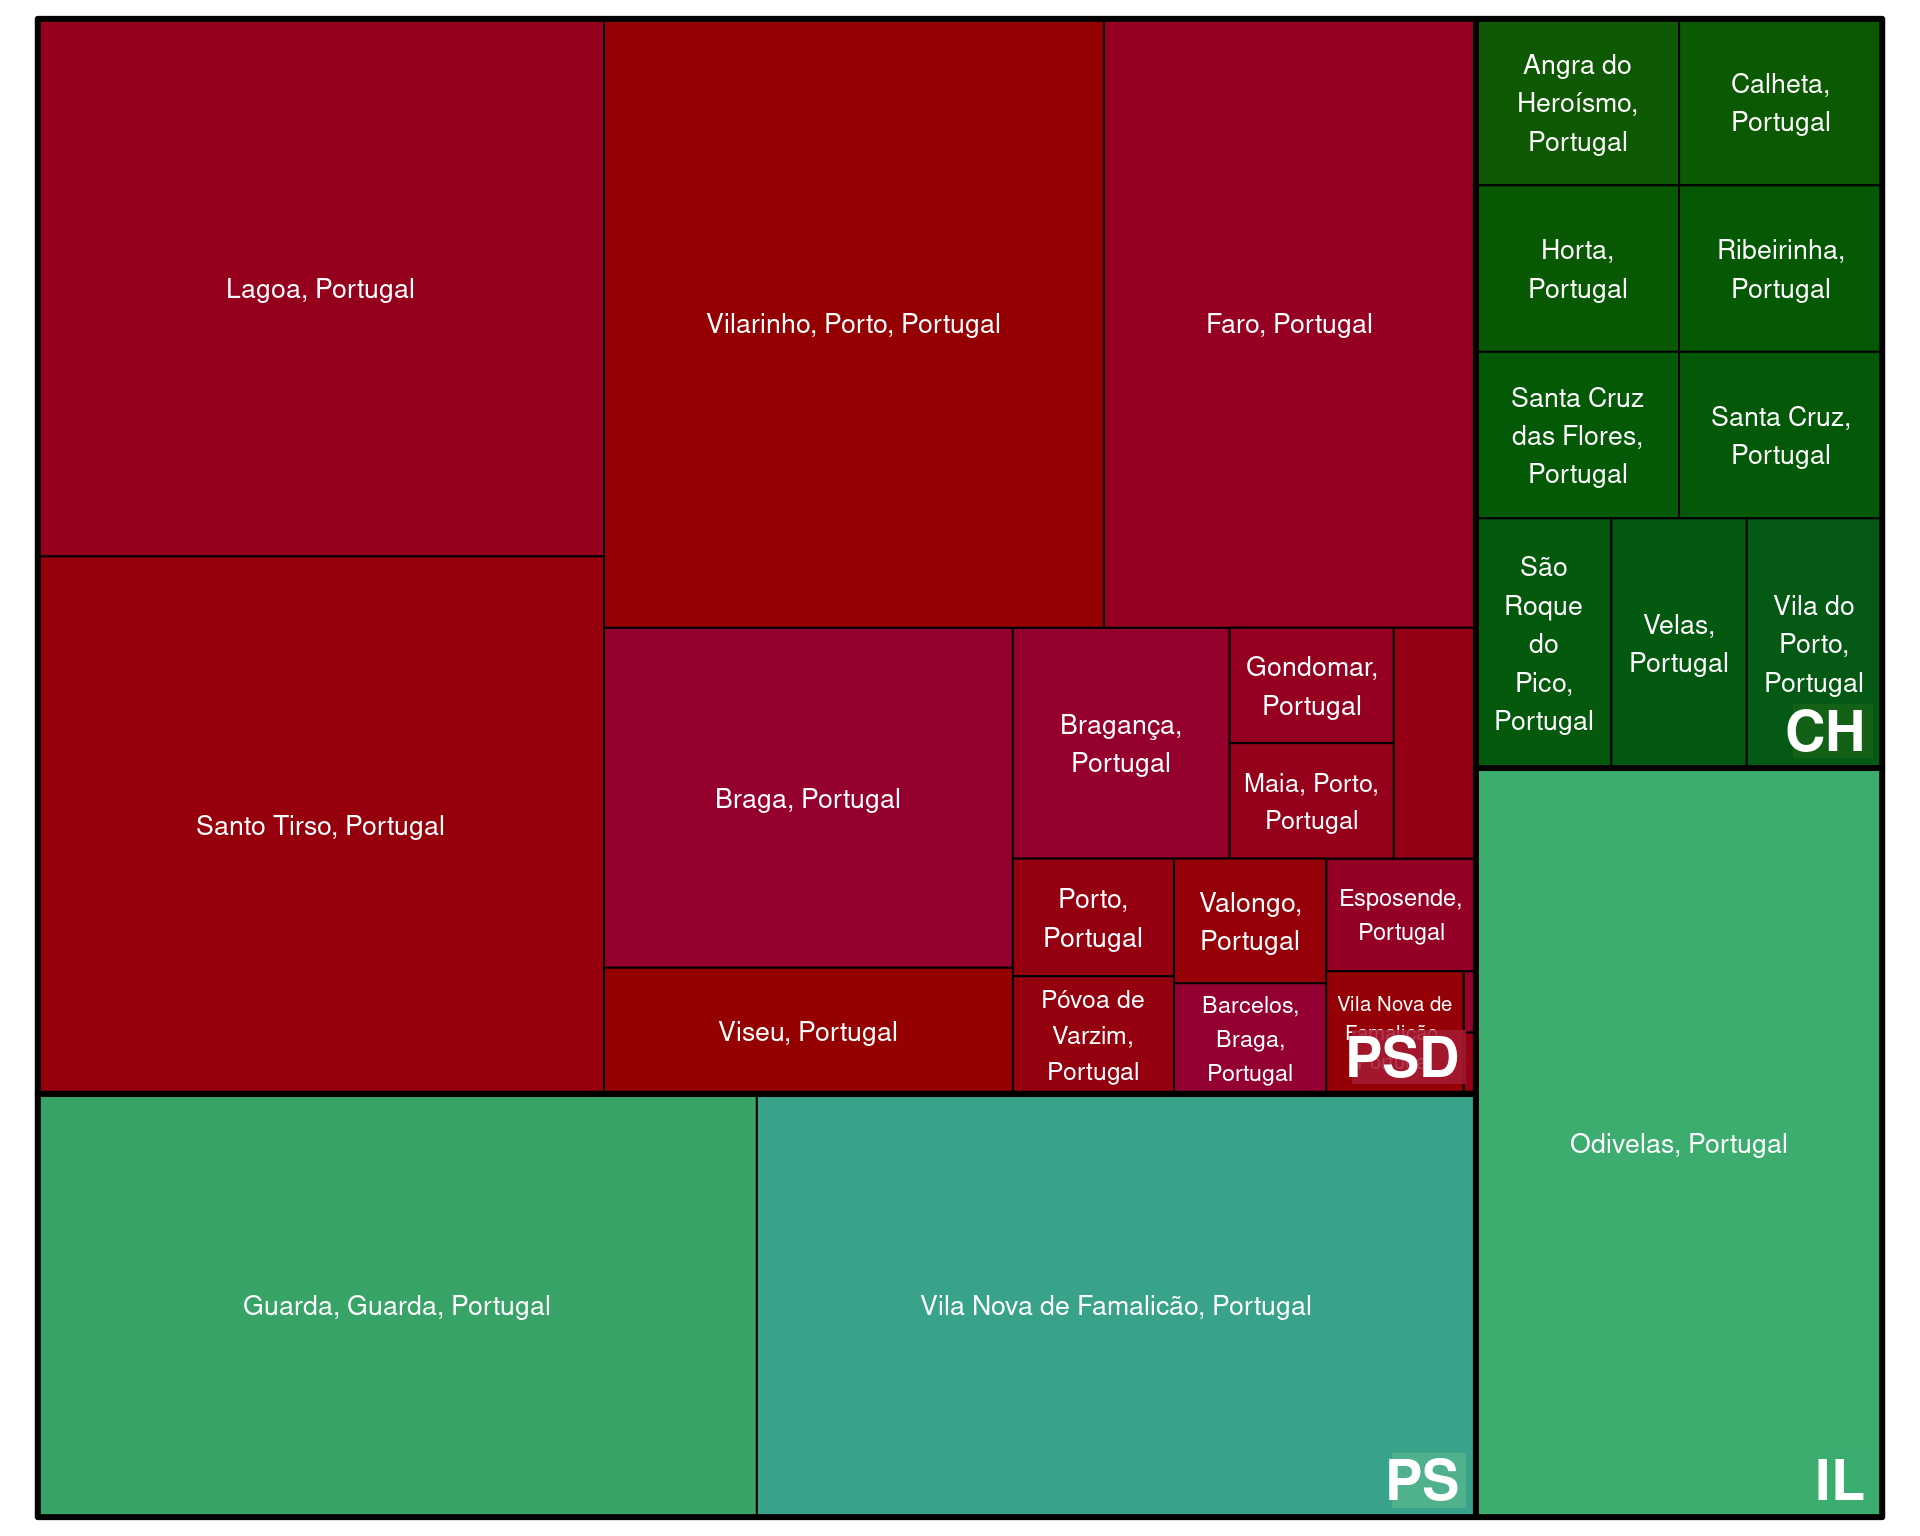 Lagoa, Portugal
Santo Tirso, Portugal
Vilarinho, Porto, Portugal
Faro, Portugal
Braga, Portugal
Viseu, Portugal
Bragança,
Portugal
Gondomar,
Portugal
Maia, Porto,
Portugal
Porto,
Portugal
Póvoa de
Varzim,
Portugal
Valongo,
Portugal
Barcelos,
Braga,
Portugal
Esposende,
Portugal
Vila Nova de
Famalicão,
PSD
Guarda, Guarda, Portugal
Vila Nova de Famalicão, Portugal
PS
Angra do
Heroísmo,
Portugal
Calheta,
Portugal
Horta,
Portugal
Ribeirinha,
Portugal
Santa Cruz
das Flores,
Portugal
Santa Cruz,
Portugal
São
Roque
do
Pico,
Portugal
Velas,
Portugal
Vila do
Porto,
Portugal
CH
Odivelas, Portugal
IL